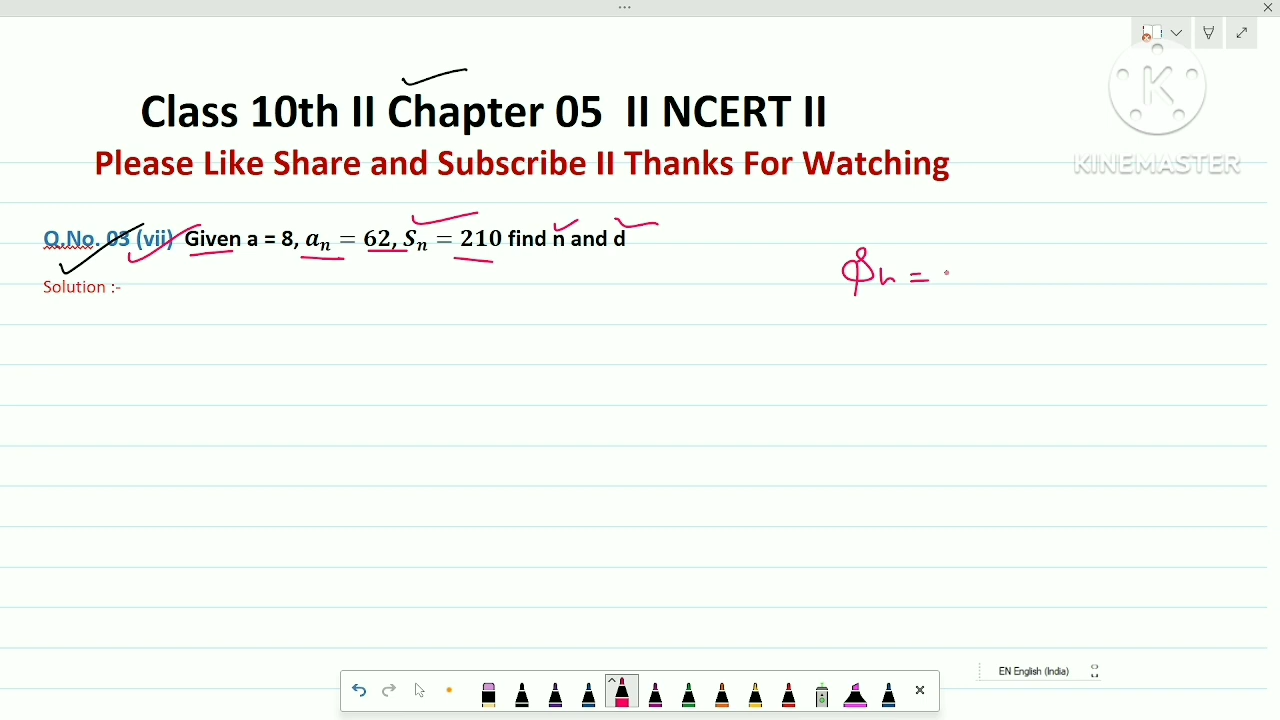 Class 10th II Chapter 05 II NCERT II
KINEMASTER
Please Like Share and Subscribe II Thanks For Watching
Q.No. 03 (vii) Given a = 8, aₙ = 62, Sₙ = 210 find n and d
Sn =
Solution :-
EN English (India)